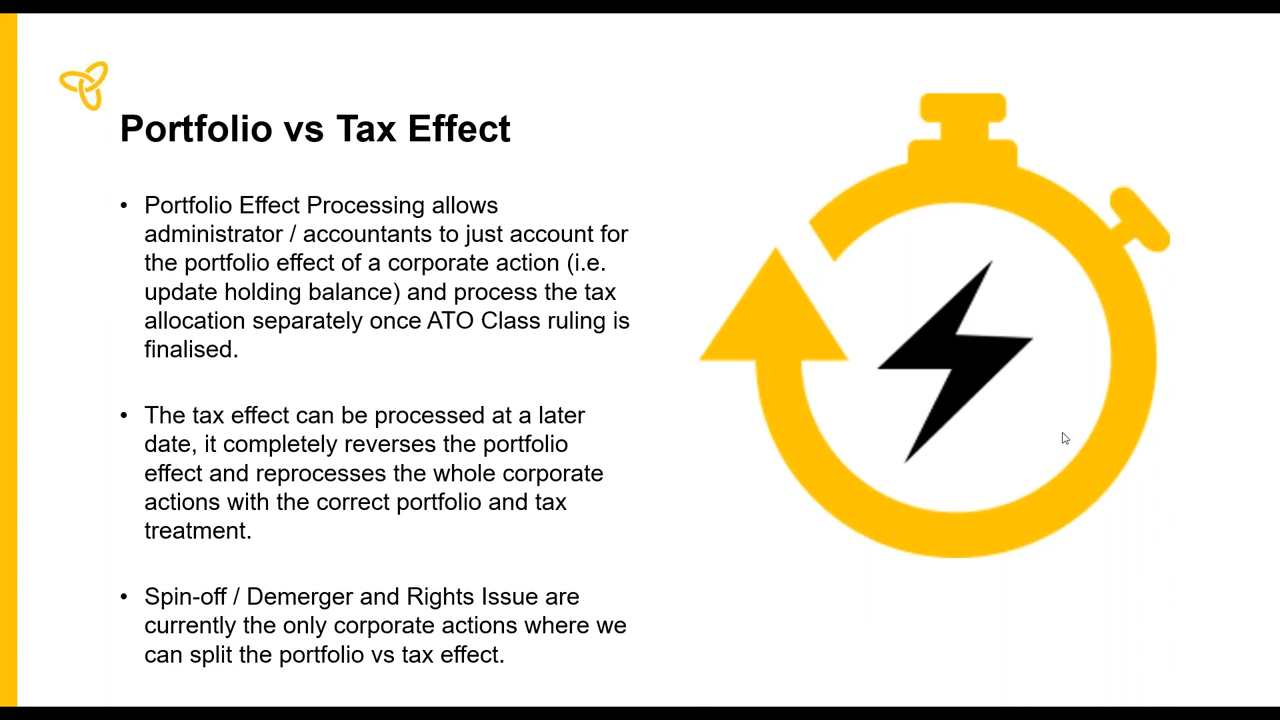 Portfolio vs Tax Effect
• Portfolio Effect Processing allows
administrator / accountants to just account for
the portfolio effect of a corporate action (i.e.
update holding balance) and process the tax
allocation separately once ATO Class ruling is
finalised.
• The tax effect can be processed at a later
date, it completely reverses the portfolio
effect and reprocesses the whole corporate
actions with the correct portfolio and tax
treatment.
• Spin-off / Demerger and Rights Issue are
currently the only corporate actions where we
can split the portfolio vs tax effect.